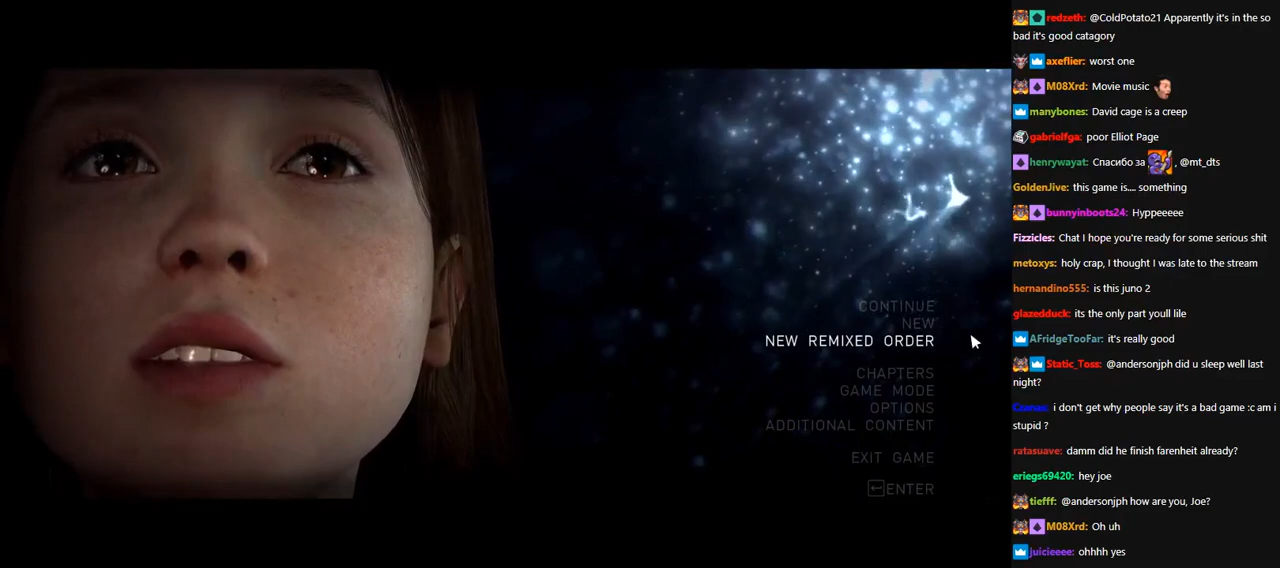 CONTINUE
NEW
NEW REMIXED ORDER
CHAPTERS
GAME MODE
OPTIONS
ADDITIONAL CONTENT
EXIT GAME
ENTER
redzeth: @ColdPotato21 Apparently it's in the so
bad it's good catagory
axeflier: worst one
M08Xrd: Movie music
manybones: David cage is a creep
gabrielfga: poor Elliot Page
henrywayat: Спасибо за , @mt_dts
GoldenJive: this game is.... something
bunnyinboots24: Hyppeeeee
Fizzicles: Chat I hope you're ready for some serious shit
metoxys: holy crap, I thought I was late to the stream
hernandino555: is this juno 2
glazedduck: its the only part youll lile
AFridgeTooFar: it's really good
Static_Toss: @andersonjph did u sleep well last
night?
i don't get why people say it's a bad game :c am i
stupid ?
ratasuave: damm did he finish farenheit already?
eriegs69420: hey joe
tiefff: @andersonjph how are you, Joe?
M08Xrd: Oh uh
juicieeee: ohhhh yes